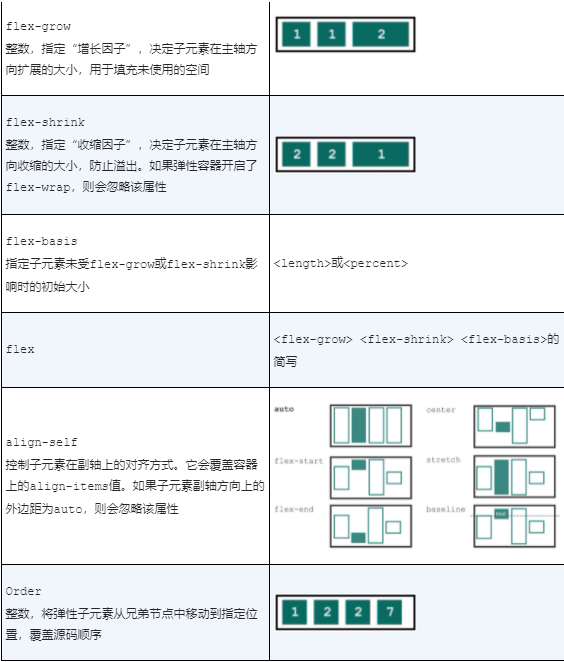 flex-grow
整数，指定“增长因子”，决定子元素在主轴方
向扩展的大小，用于填充未使用的空间
1 1 2
flex-shrink
整数，指定“收缩因子”，决定子元素在主轴方
向收缩的大小，防止溢出。如果弹性容器开启了
flex-wrap，则会忽略该属性
2 2 1
flex-basis
指定子元素未受flex-grow或flex-shrink影
响时的初始大小
<length>或<percent>
flex
<flex-grow> <flex-shrink> <flex-basis>的
简写
align-self
控制子元素在副轴上的对齐方式。它会覆盖容器
上的align-items值。如果子元素副轴方向上的
外边距为auto，则会忽略该属性
auto
center
flex-start
stretch
flex-end
baseline
text
Order
整数，将弹性子元素从兄弟节点中移动到指定位
置，覆盖源码顺序
1 2 2 7